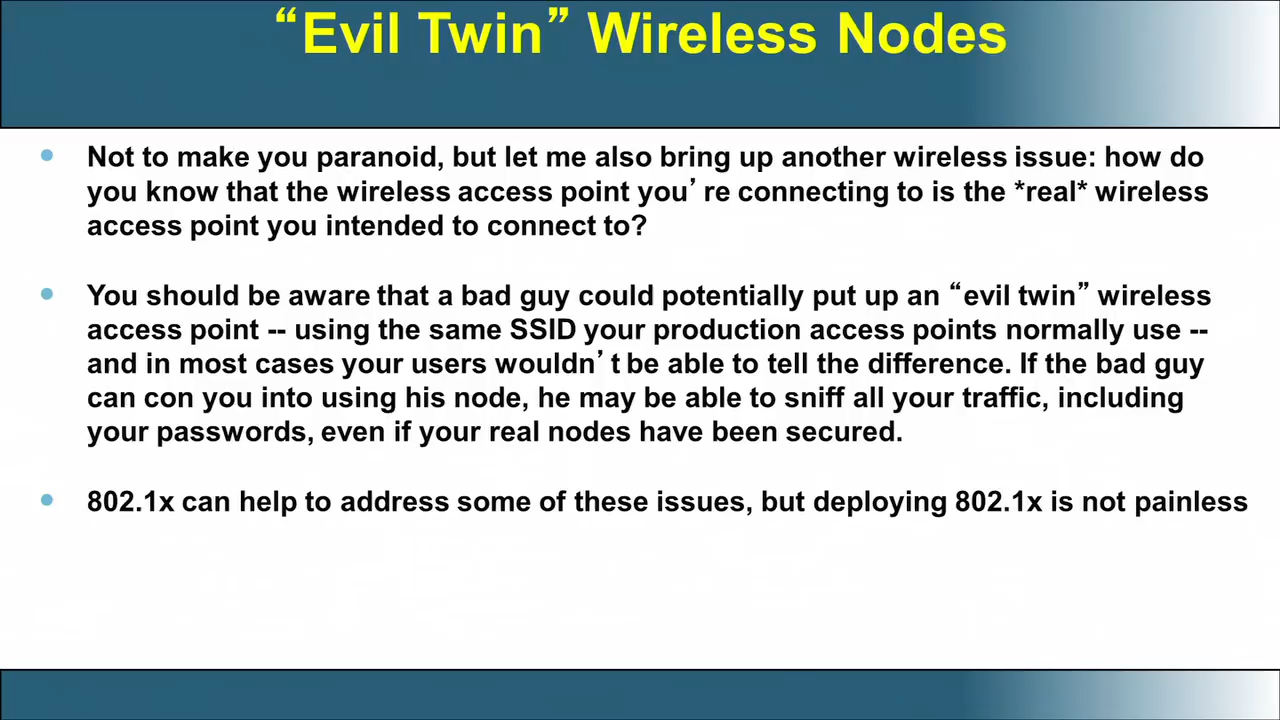 “Evil Twin” Wireless Nodes
Not to make you paranoid, but let me also bring up another wireless issue: how do
you know that the wireless access point you’re connecting to is the *real* wireless
access point you intended to connect to?
You should be aware that a bad guy could potentially put up an “evil twin” wireless
access point -- using the same SSID your production access points normally use --
and in most cases your users wouldn’t be able to tell the difference. If the bad guy
can con you into using his node, he may be able to sniff all your traffic, including
your passwords, even if your real nodes have been secured.
802.1x can help to address some of these issues, but deploying 802.1x is not painless